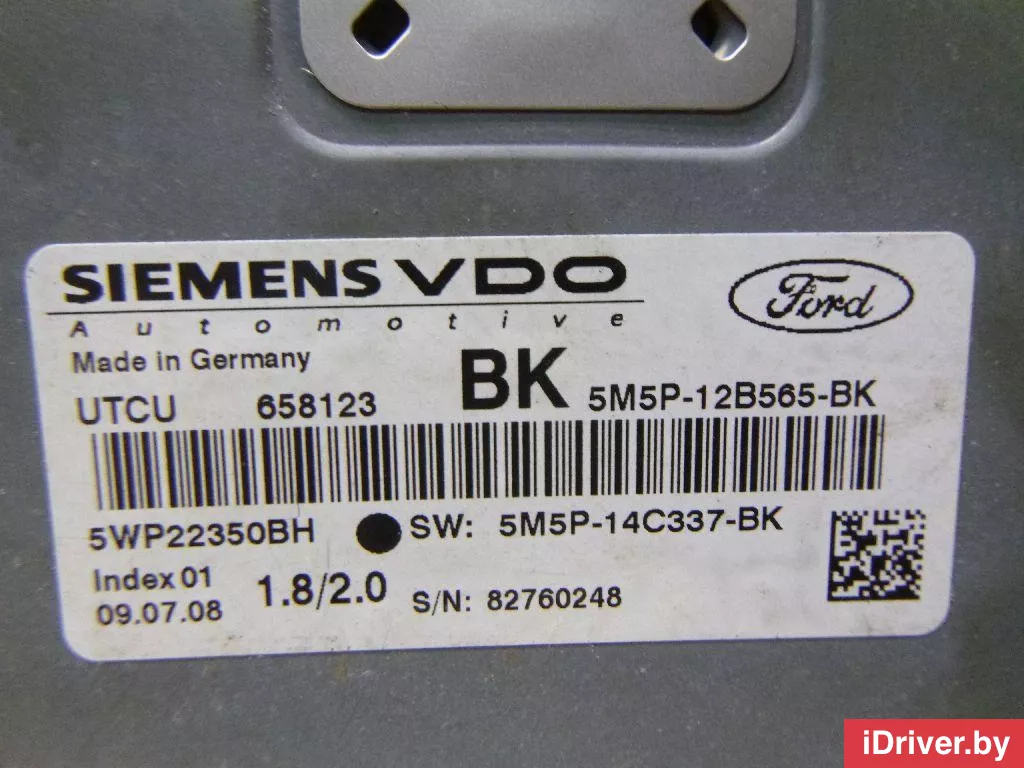 SIEMENS VDO
Automotive
Ford
Made in Germany
BK
UTCU 658123
5M5P-12B565-BK
5WP22350BH
SW: 5M5P-14C337-BK
Index 01
09.07.08
1.8/2.0
S/N: 82760248
iDriver.by